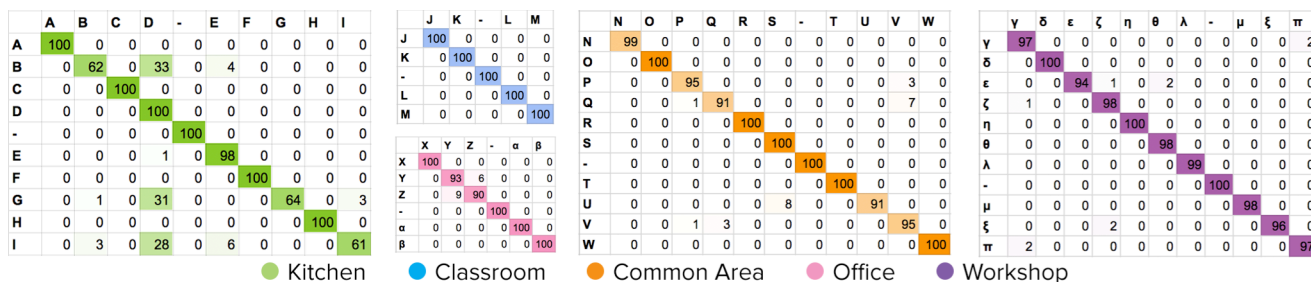 A B C D - E F G H I
A 100 0 0 0 0 0 0 0 0 0
B 0 62 0 33 0 4 0 0 0 0
C 0 0 100 0 0 0 0 0 0 0
D 0 0 0 100 0 0 0 0 0 0
- 0 0 0 0 100 0 0 0 0 0
E 0 0 0 1 0 98 0 0 0 0
F 0 0 0 0 0 0 100 0 0 0
G 0 1 0 31 0 0 0 64 0 3
H 0 0 0 0 0 0 0 0 100 0
I 0 3 0 28 0 6 0 0 0 61
J K - L M
J 100 0 0 0 0
K 0 100 0 0 0
- 0 0 100 0 0
L 0 0 0 100 0
M 0 0 0 0 100
X Y Z - α β
X 100 0 0 0 0 0
Y 0 93 6 0 0 0
Z 0 9 90 0 0 0
- 0 0 0 100 0 0
α 0 0 0 0 100 0
β 0 0 0 0 0 100
N O P Q R S - T U V W
N 99 0 0 0 0 0 0 0 0 0 0
O 0 100 0 0 0 0 0 0 0 0 0
P 0 0 95 0 0 0 0 0 0 3 0
Q 0 0 1 91 0 0 0 0 0 7 0
R 0 0 0 0 100 0 0 0 0 0 0
S 0 0 0 0 0 100 0 0 0 0 0
- 0 0 0 0 0 0 100 0 0 0 0
T 0 0 0 0 0 0 0 100 0 0 0
U 0 0 0 0 0 8 0 0 91 0 0
V 0 0 1 3 0 0 0 0 0 95 0
W 0 0 0 0 0 0 0 0 0 0 100
γ δ ε ζ η θ λ - μ ξ π
γ 97 0 0 0 0 0 0 0 0 0 2
δ 0 100 0 0 0 0 0 0 0 0 0
ε 0 0 94 1 0 2 0 0 0 0 0
ζ 1 0 0 98 0 0 0 0 0 0 0
η 0 0 0 0 100 0 0 0 0 0 0
θ 0 0 0 0 0 98 0 0 0 0 0
λ 0 0 0 0 0 0 99 0 0 0 0
- 0 0 0 0 0 0 0 100 0 0 0
μ 0 0 0 0 0 0 0 0 98 0 0
ξ 0 0 0 2 0 0 0 0 0 96 0
π 2 0 0 0 0 0 0 0 0 0 97
Kitchen Classroom Common Area Office Workshop